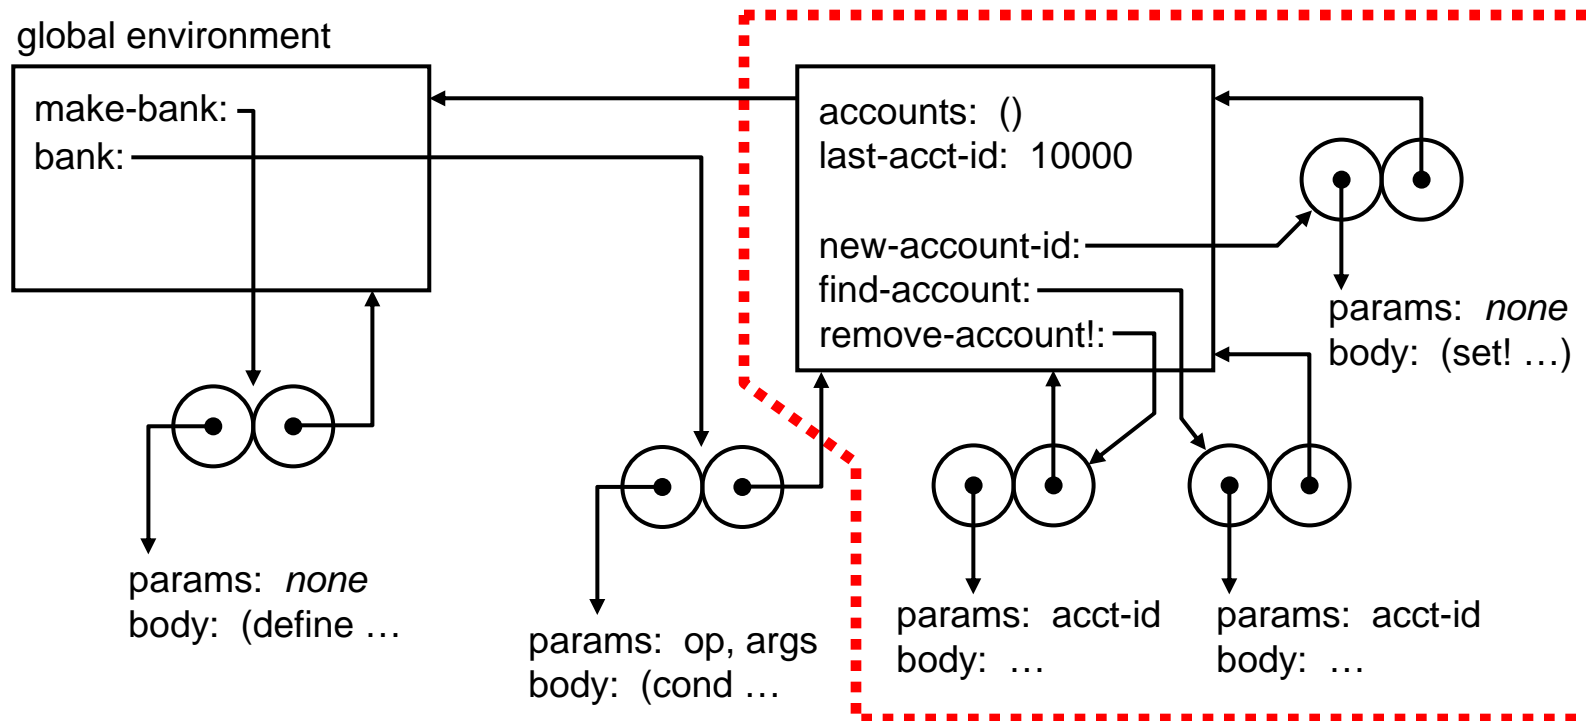 global environment
make-bank:
bank:
accounts: ()
last-acct-id: 10000
new-account-id:
find-account:
remove-account!:
params: none
body: (set! …)
params: none
body: (define …
params: op, args
body: (cond …
params: acct-id
body: …
params: acct-id
body: …